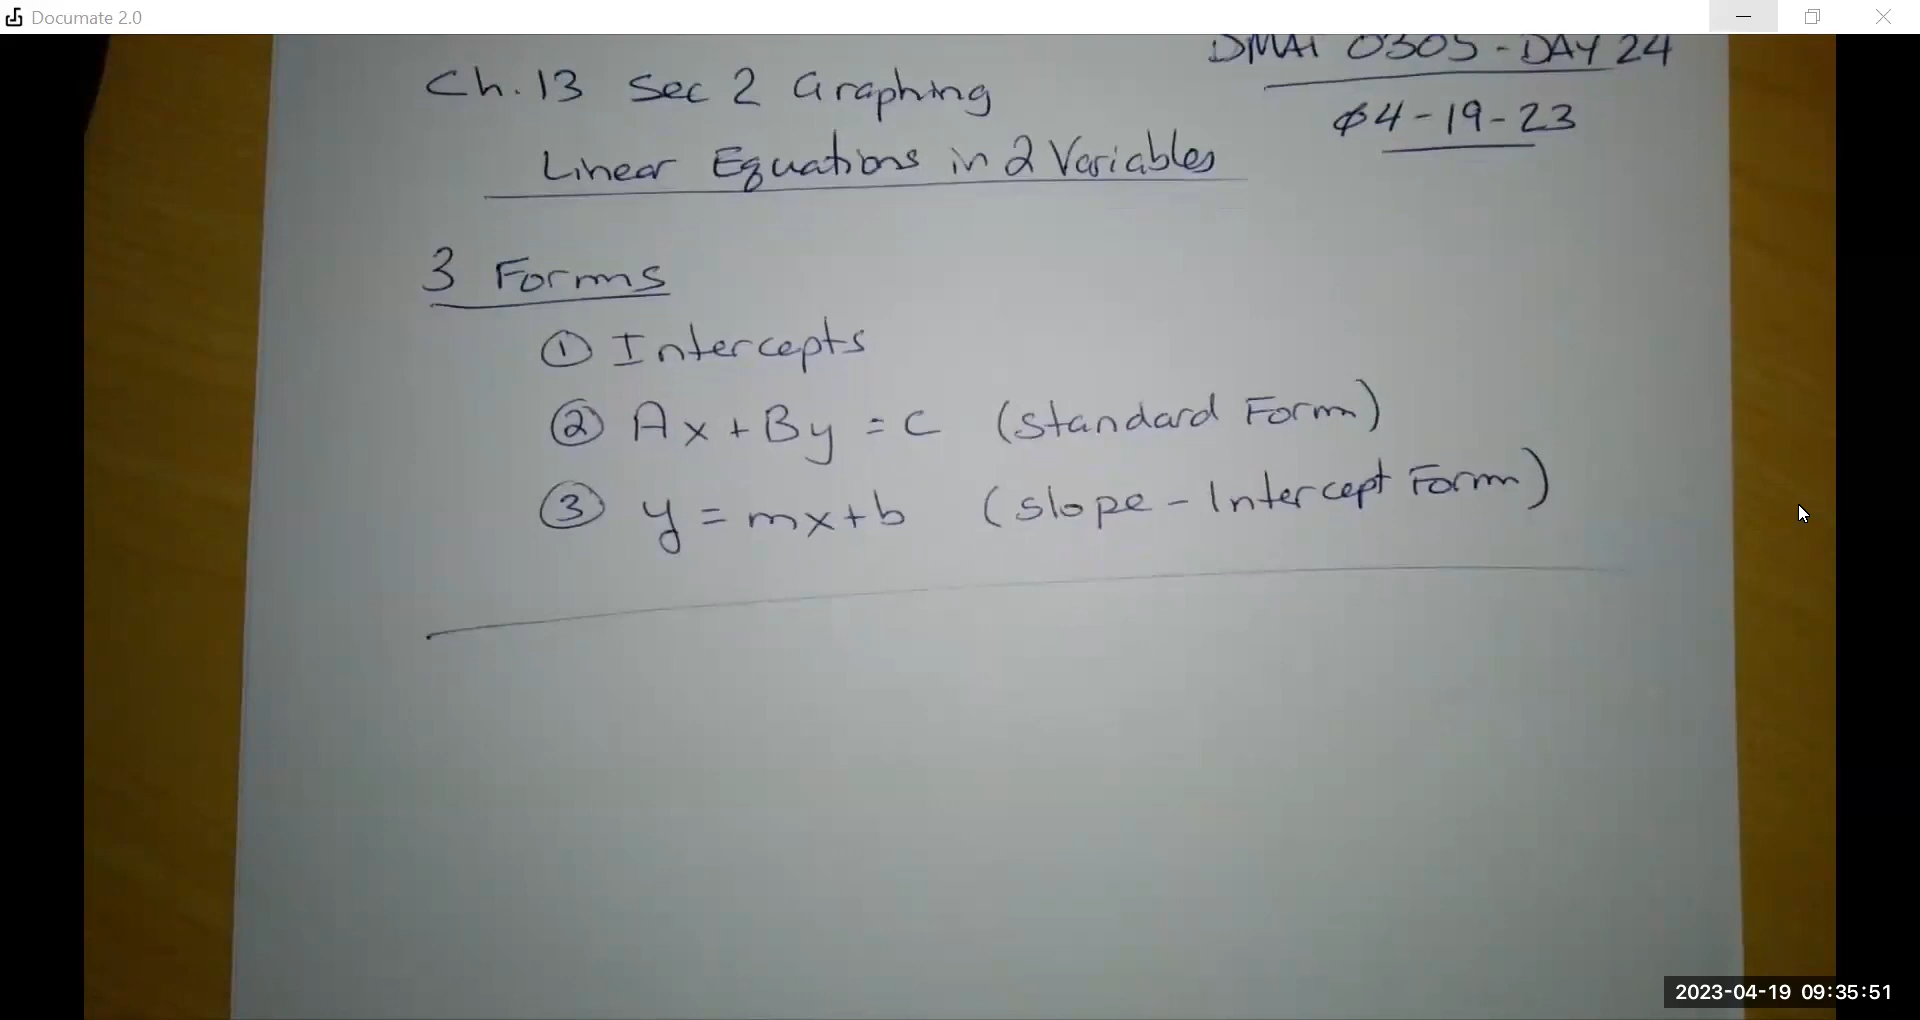 Documate 2.0
DMAT 0305 - DAY 24
04-19-23
Ch. 13 Sec 2 Graphing
Linear Equations in 2 Variables
3 Forms
① Intercepts
② Ax + By = C (Standard Form)
③ y = mx + b (Slope - Intercept Form)
2023-04-19 09:35:51